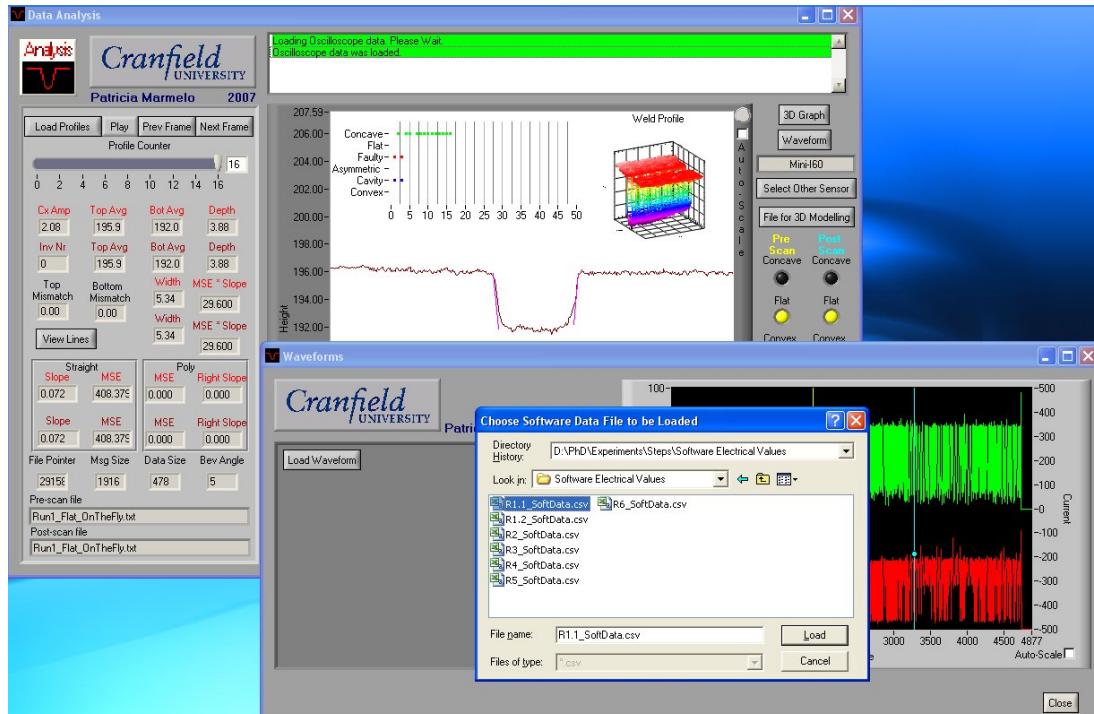 Data Analysis
Analysis
Cranfield
UNIVERSITY
Patricia Marmelo 2007
Loading Oscilloscope data. Please Wait.
Oscilloscope data was loaded.
Load Profiles Play Prev Frame Next Frame
Profile
Counter
16
0 2 4 6 8 10 12 14 16
Cx Amp Top Avg Bot Avg Depth
2.08 195.9 192.0 3.88
Inv Nr Top Avg Bot Avg Depth
0 195.9 192.0 3.88
Top Mismatch Bottom Mismatch Width MSE * Slope
0.00 0.00 5.34 29.600
Width MSE * Slope
5.34 29.600
View Lines
Straight Poly
Slope MSE MSE Right Slope
0.072 408.379 0.000 0.000
Slope MSE MSE Right Slope
0.072 408.379 0.000 0.000
File Pointer Msg Size Data Size Bev Angle
2915 1916 478 5
Pre-scan file
Run1_Flat_OnTheFly.txt
Post-scan file
Run1_Flat_OnTheFly.txt
207.59
206.00
204.00
202.00
200.00
198.00
196.00
194.00
192.00
Height
Concave
Flat
Faulty
Asymmetric
Cavity
Convex
0 5 10 15 20 25 30 35 40 45 50
Weld Profile
Auto-Scale
3D Graph
Waveform
Mini-I60
Select Other Sensor
File for 3D Modelling
Pre Scan Post Scan
Concave Concave
Flat Flat
Convex Convex
Waveforms
Cranfield
UNIVERSITY
Patri
Load Waveform
100
500
400
300
200
100
0
-100
-200
-300
-400
-500
Current
3000 3500 4000 4500 4877
Auto-Scale
Close
Choose Software Data File to be Loaded
Directory History: D:\PhD\Experiments\Steps\Software Electrical Values
Look in: Software Electrical Values
R1.1_SoftData.csv R6_SoftData.csv
R1.2_SoftData.csv
R2_SoftData.csv
R3_SoftData.csv
R4_SoftData.csv
R5_SoftData.csv
File name: R1.1_SoftData.csv Load
Files of type: *.csv Cancel